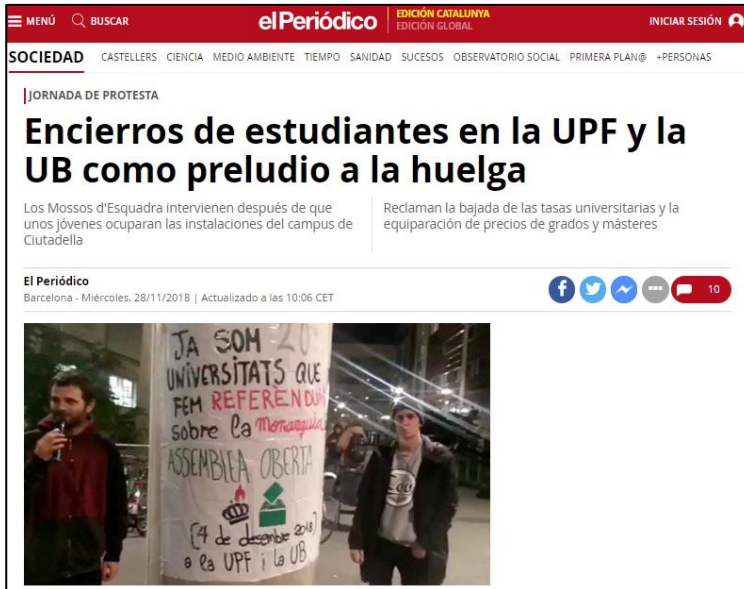 MENÚ BUSCAR elPeriódico EDICIÓN CATALUNYA
EDICIÓN GLOBAL INICIAR SESIÓN
SOCIEDAD CASTELLERS CIENCIA MEDIO AMBIENTE TIEMPO SANIDAD SUCESOS OBSERVATORIO SOCIAL PRIMERA PLAN@ +PERSONAS
JORNADA DE PROTESTA
Encierros de estudiantes en la UPF y la
UB como preludio a la huelga
Los Mossos d'Esquadra intervienen después de que
unos jóvenes ocuparan las instalaciones del campus de
Ciutadella
Reclaman la bajada de las tasas universitarias y la
equiparación de precios de grados y másteres
El Periódico
Barcelona - Miércoles, 28/11/2018 | Actualizado a las 10:06 CET
10
JA SOM 20
UNIVERSITATS QUE
FEM REFERÈNDUM
sobre la Monarquia
ASSEMBLEA OBERTA
(4 de desembre 2018)
a la UPF i la UB